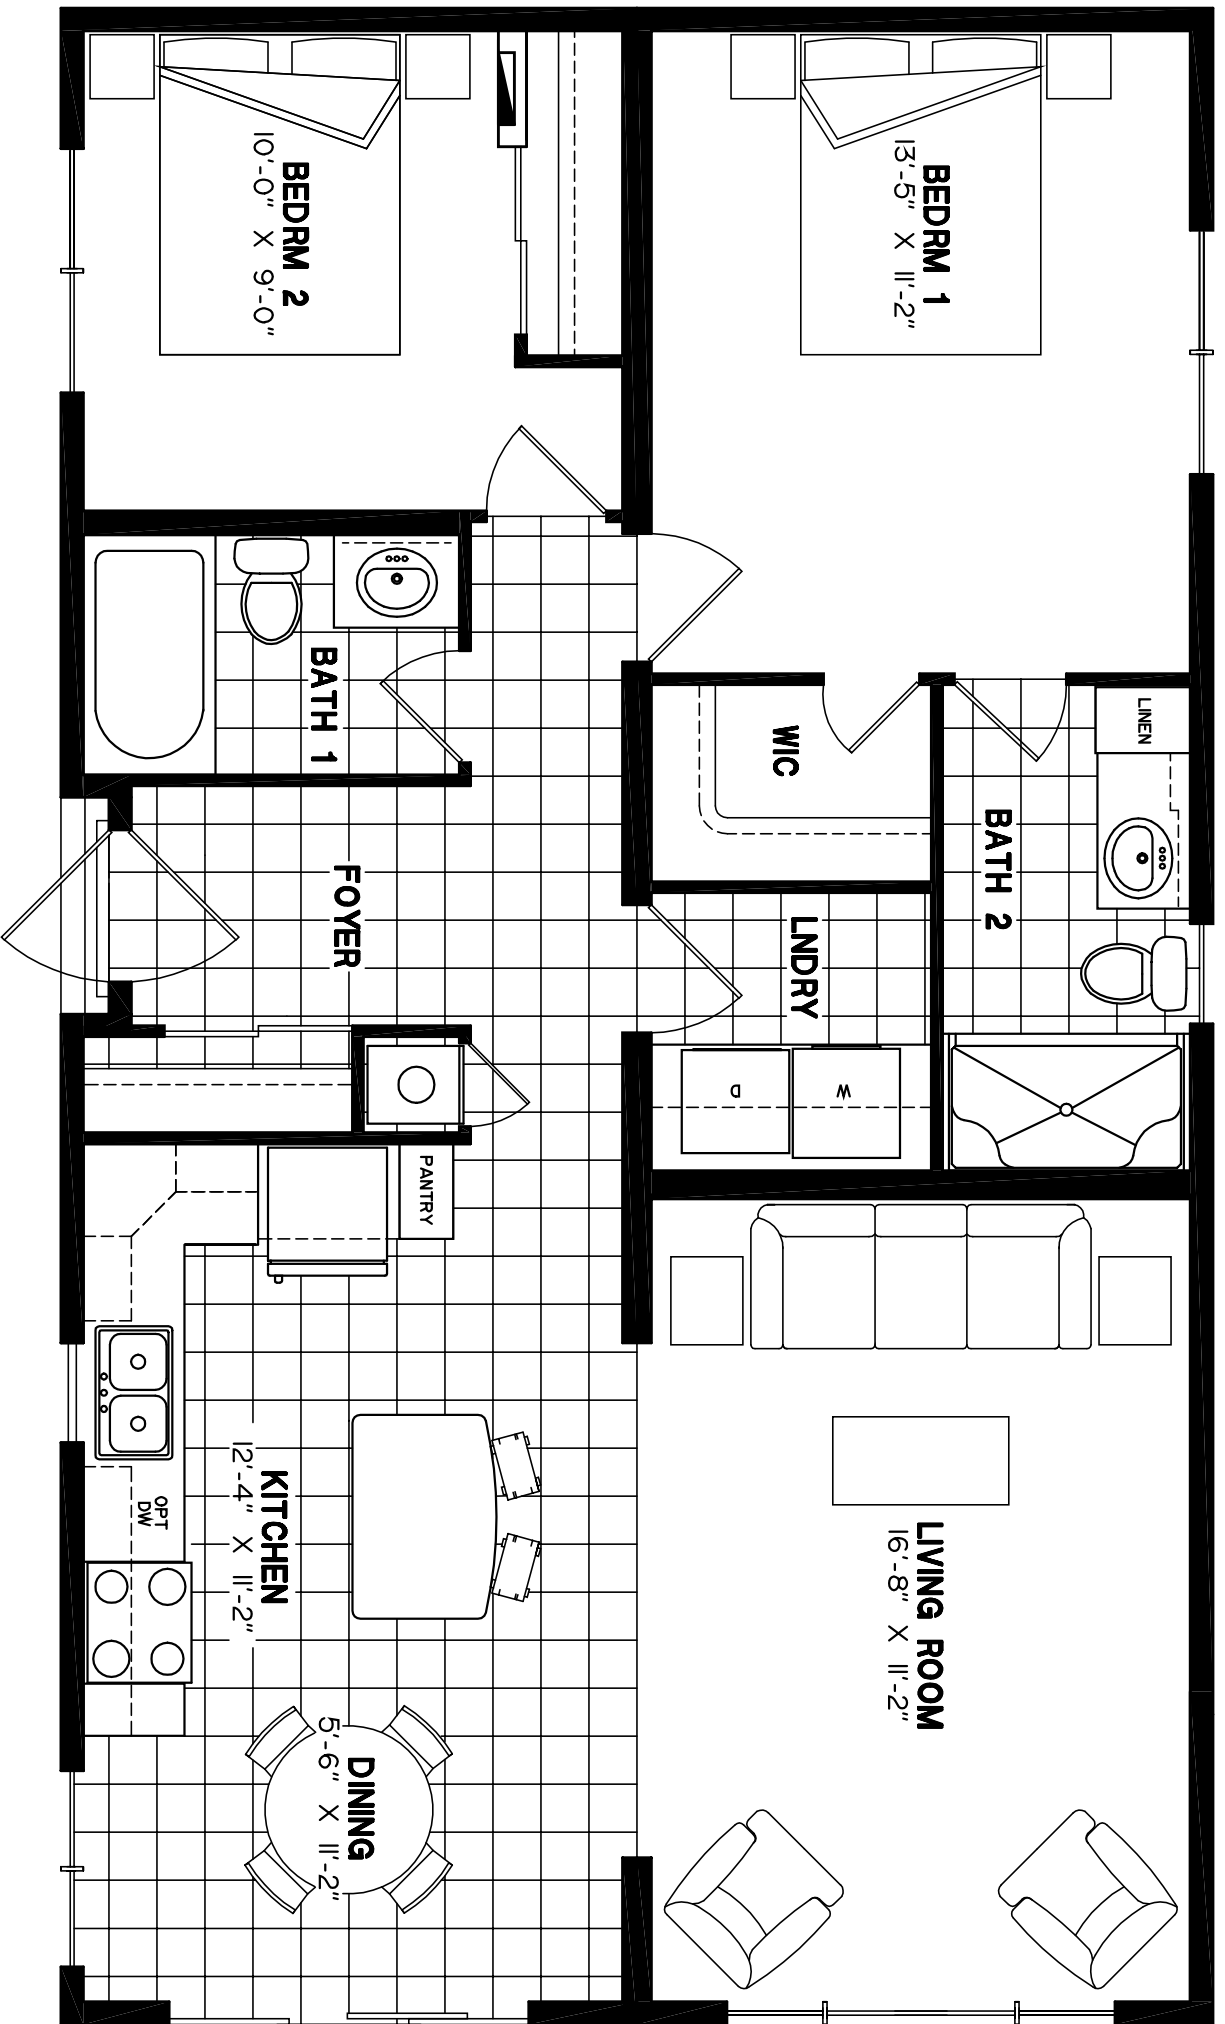 BEDRM 1
13'-5" X 11'-2"
BEDRM 2
10'-0" X 9'-0"
LINEN
BATH 2
WIC
BATH 1
LNDRY
FOYER
W
D
PANTRY
LIVING ROOM
16'-8" X 11'-2"
KITCHEN
12'-4" X 11'-2"
OPT
DW
DINING
5'-6" X 11'-2"